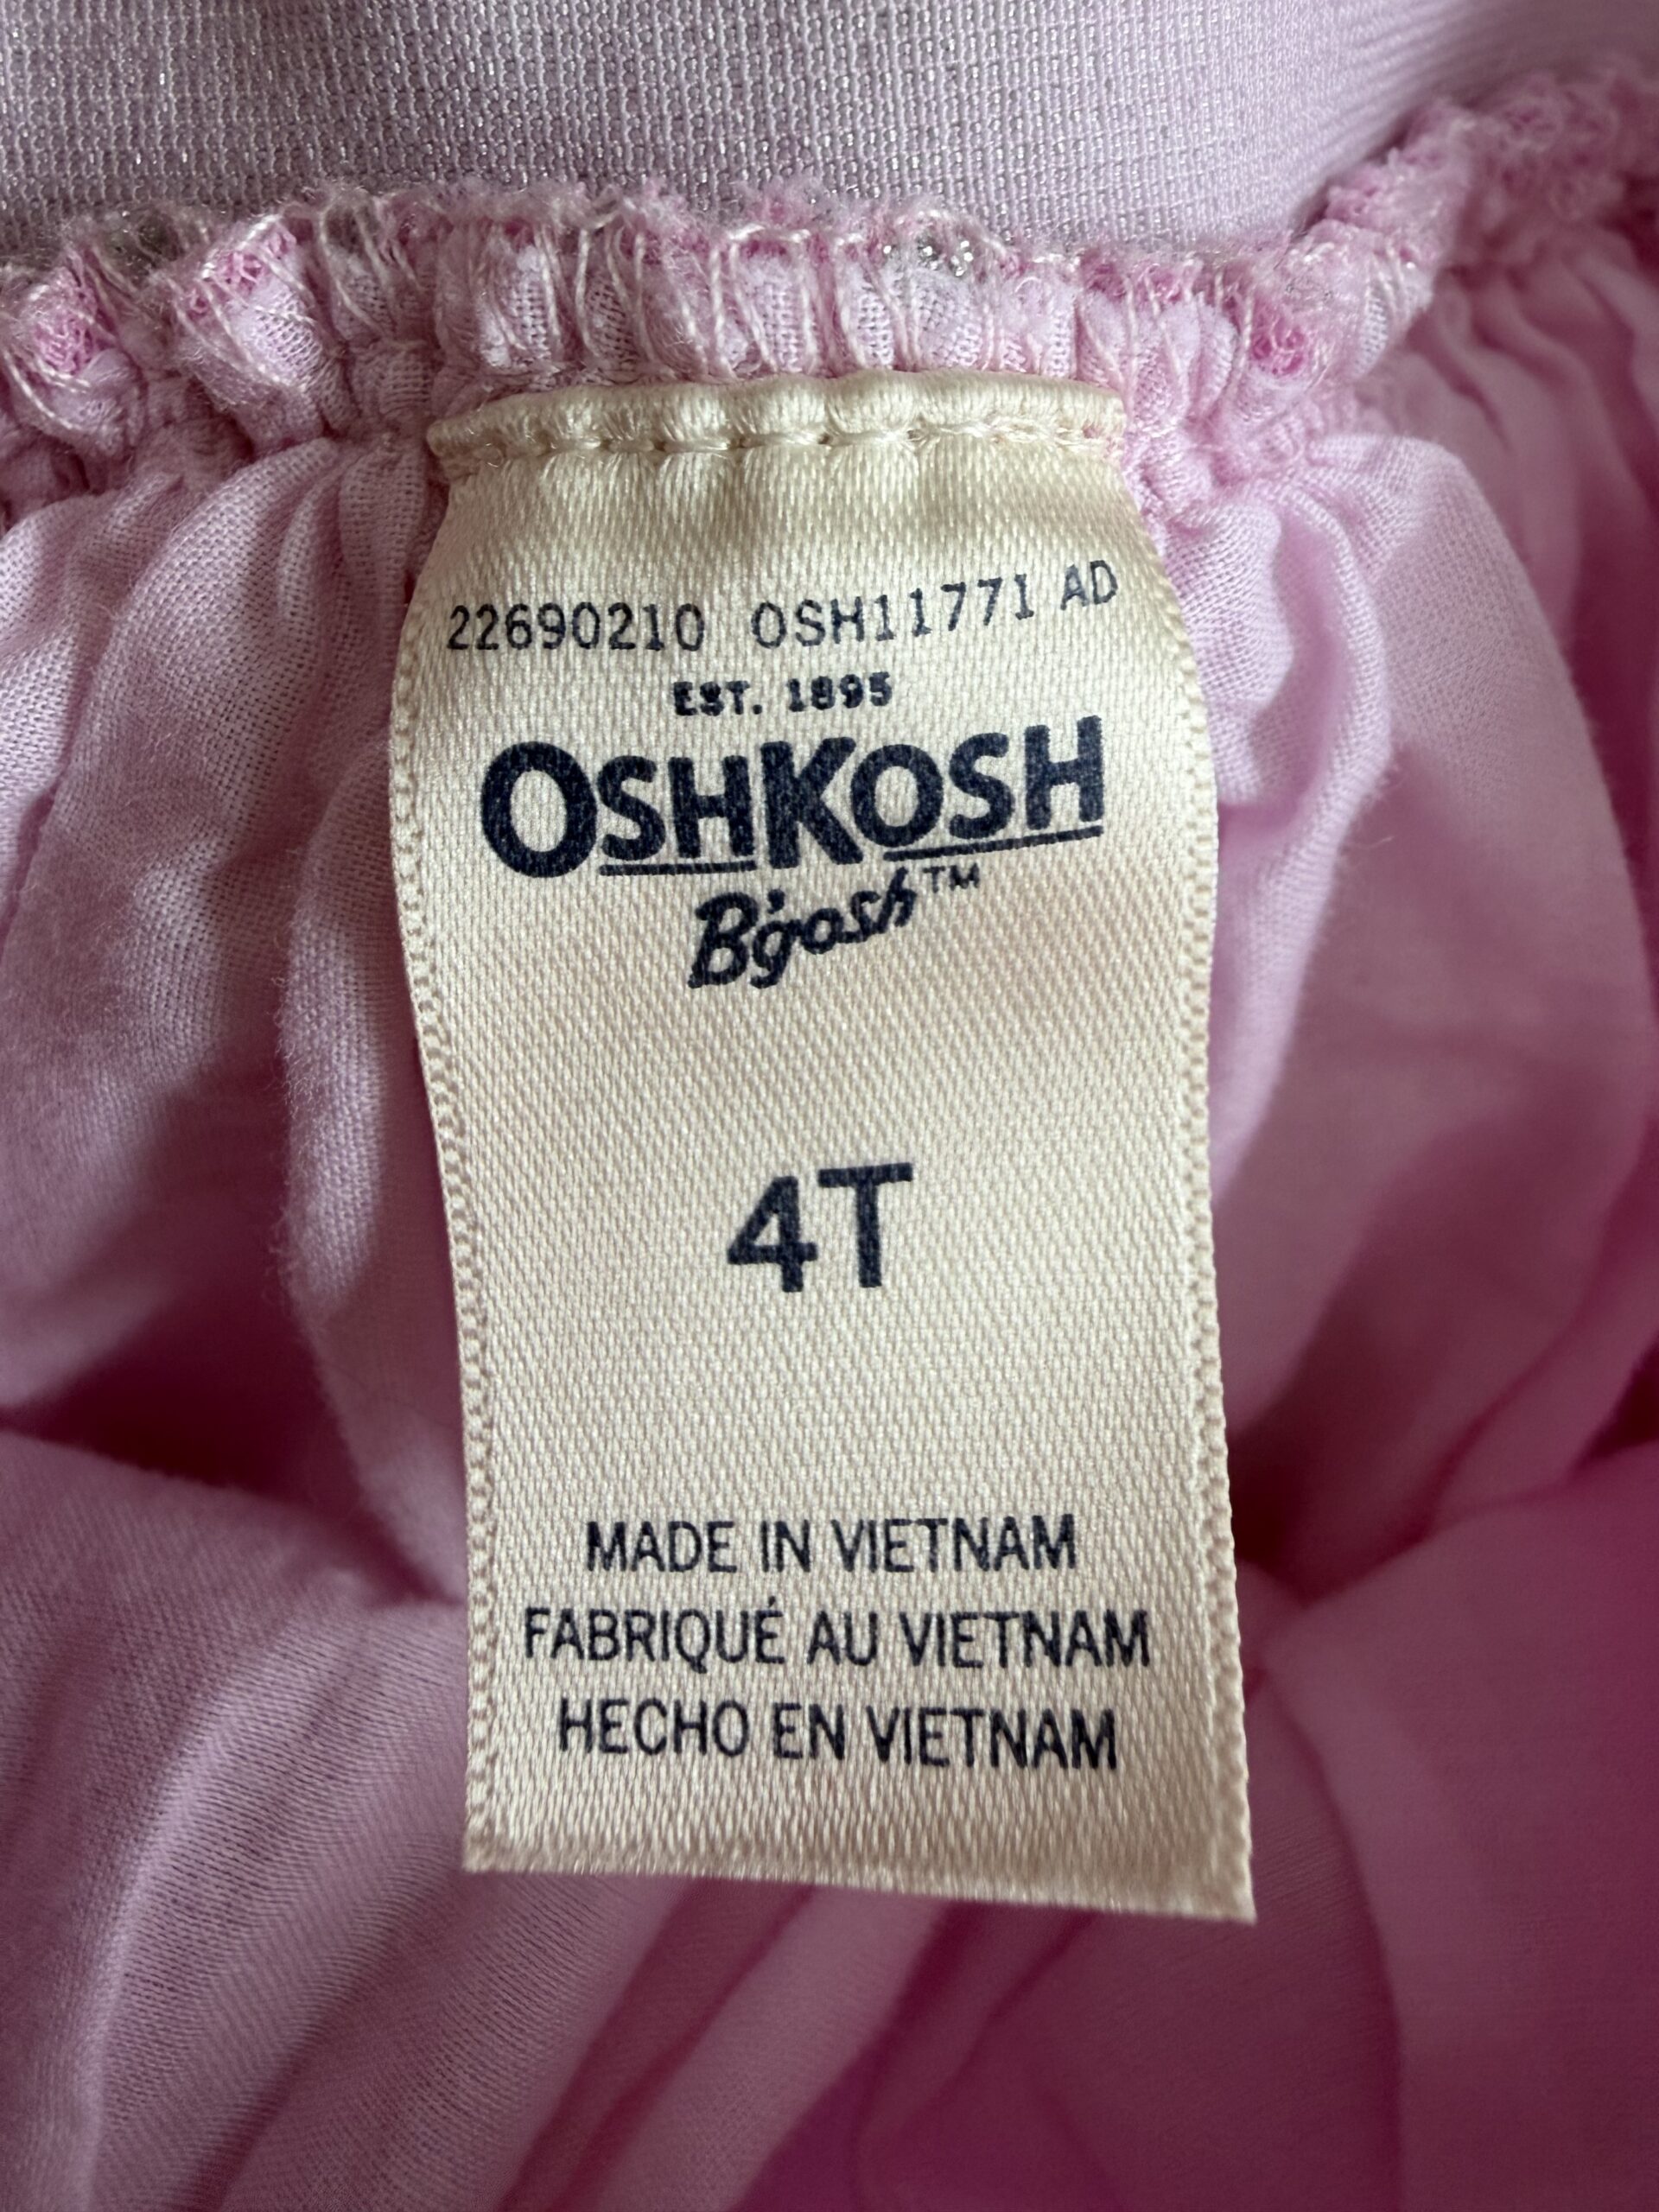 22690210 OSH11771 AD
EST. 1895
OSHKOSH
B'gosh™
4T
MADE IN VIETNAM
FABRIQUÉ AU VIETNAM
HECHO EN VIETNAM